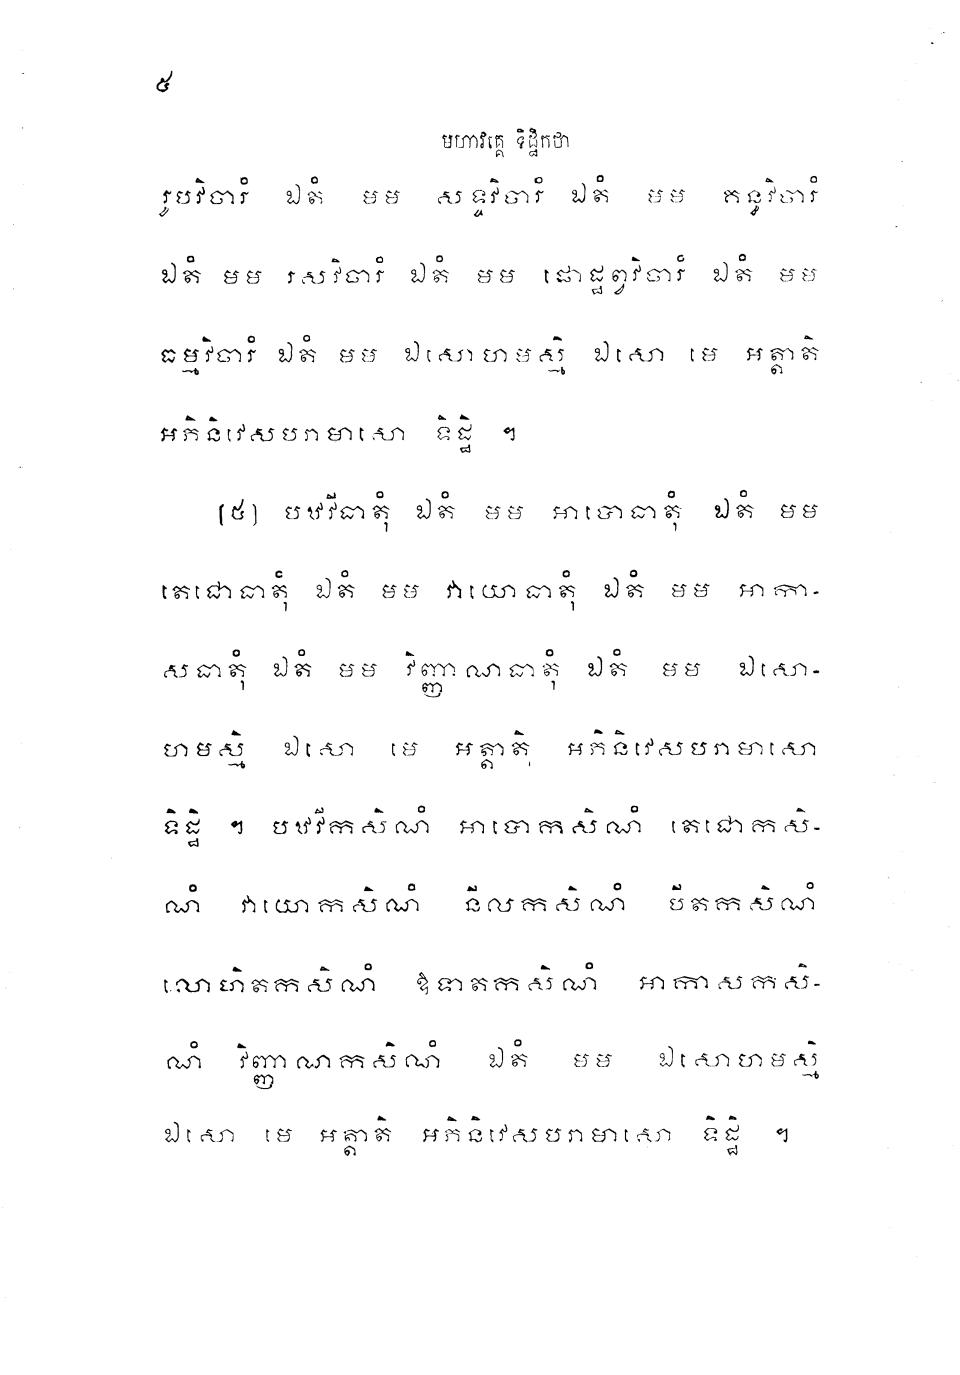 ៥
មហាវគ្គេ ទិដ្ឋិកថា
រូបវិចារំ ឯតំ មម សទ្ទវិចារំ ឯតំ មម គន្ធវិចារំ
ឯតំ មម រសវិចារំ ឯតំ មម ផោដ្ឋព្វវិចារំ ឯតំ មម
ធម្មវិចារំ ឯតំ មម ឯសោហមស្មិ ឯសោ មេ អត្តាតិ
អភិនិវេសបរាមាសោ ទិដ្ឋិ ។
(៥) បឋវីធាតុំ ឯតំ មម អាបោធាតុំ ឯតំ មម
តេជោធាតុំ ឯតំ មម វាយោធាតុំ ឯតំ មម អាកា-
សធាតុំ ឯតំ មម វិញ្ញាណធាតុំ ឯតំ មម ឯសោ-
ហមស្មិ ឯសោ មេ អត្តាតិ អភិនិវេសបរាមាសោ
ទិដ្ឋិ ។ បឋវីកសិណំ អាបោកសិណំ តេជោកសិ-
ណំ វាយោកសិណំ នីលកសិណំ បីតកសិណំ
លោហិតកសិណំ ឱទាតកសិណំ អាកាសកសិ-
ណំ វិញ្ញាណកសិណំ ឯតំ មម ឯសោហមស្មិ
ឯសោ មេ អត្តាតិ អភិនិវេសបរាមាសោ ទិដ្ឋិ ។